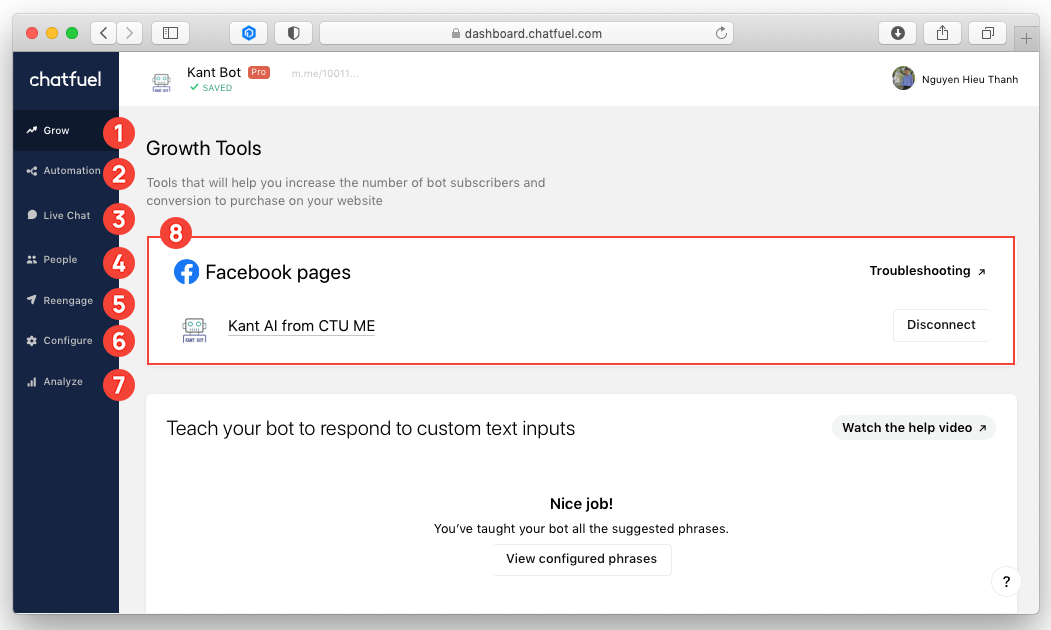 dashboard.chatfuel.com
chatfuel
Kant Bot Pro m.me/10011...
SAVED
Nguyen Hieu Thanh
Grow 1
Automation 2
Live Chat 3
People 4
Reengage 5
Configure 6
Analyze 7
Growth Tools
Tools that will help you increase the number of bot subscribers and
conversion to purchase on your website
8
Facebook pages
Troubleshooting ↗
KANT BOT
Kant AI from CTU ME
Disconnect
Teach your bot to respond to custom text inputs
Watch the help video ↗
Nice job!
You've taught your bot all the suggested phrases.
View configured phrases
?